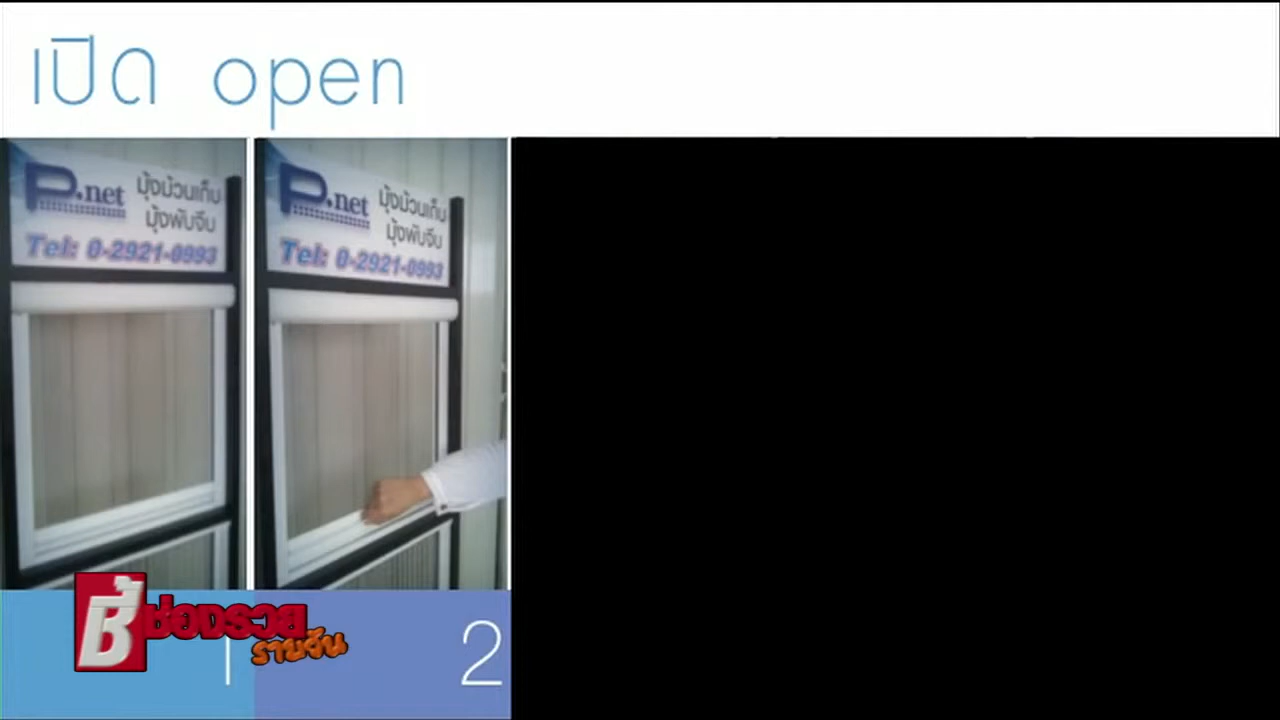 เปิด open
P.net
มุ้งม้วนเก็บ
มุ้งพับจีบ
Tel: 0-2921-0993
P.net
มุ้งม้วนเก็บ
มุ้งพับจีบ
Tel: 0-2921-0993
ชี้ช่องรวย
รายวัน
1
2